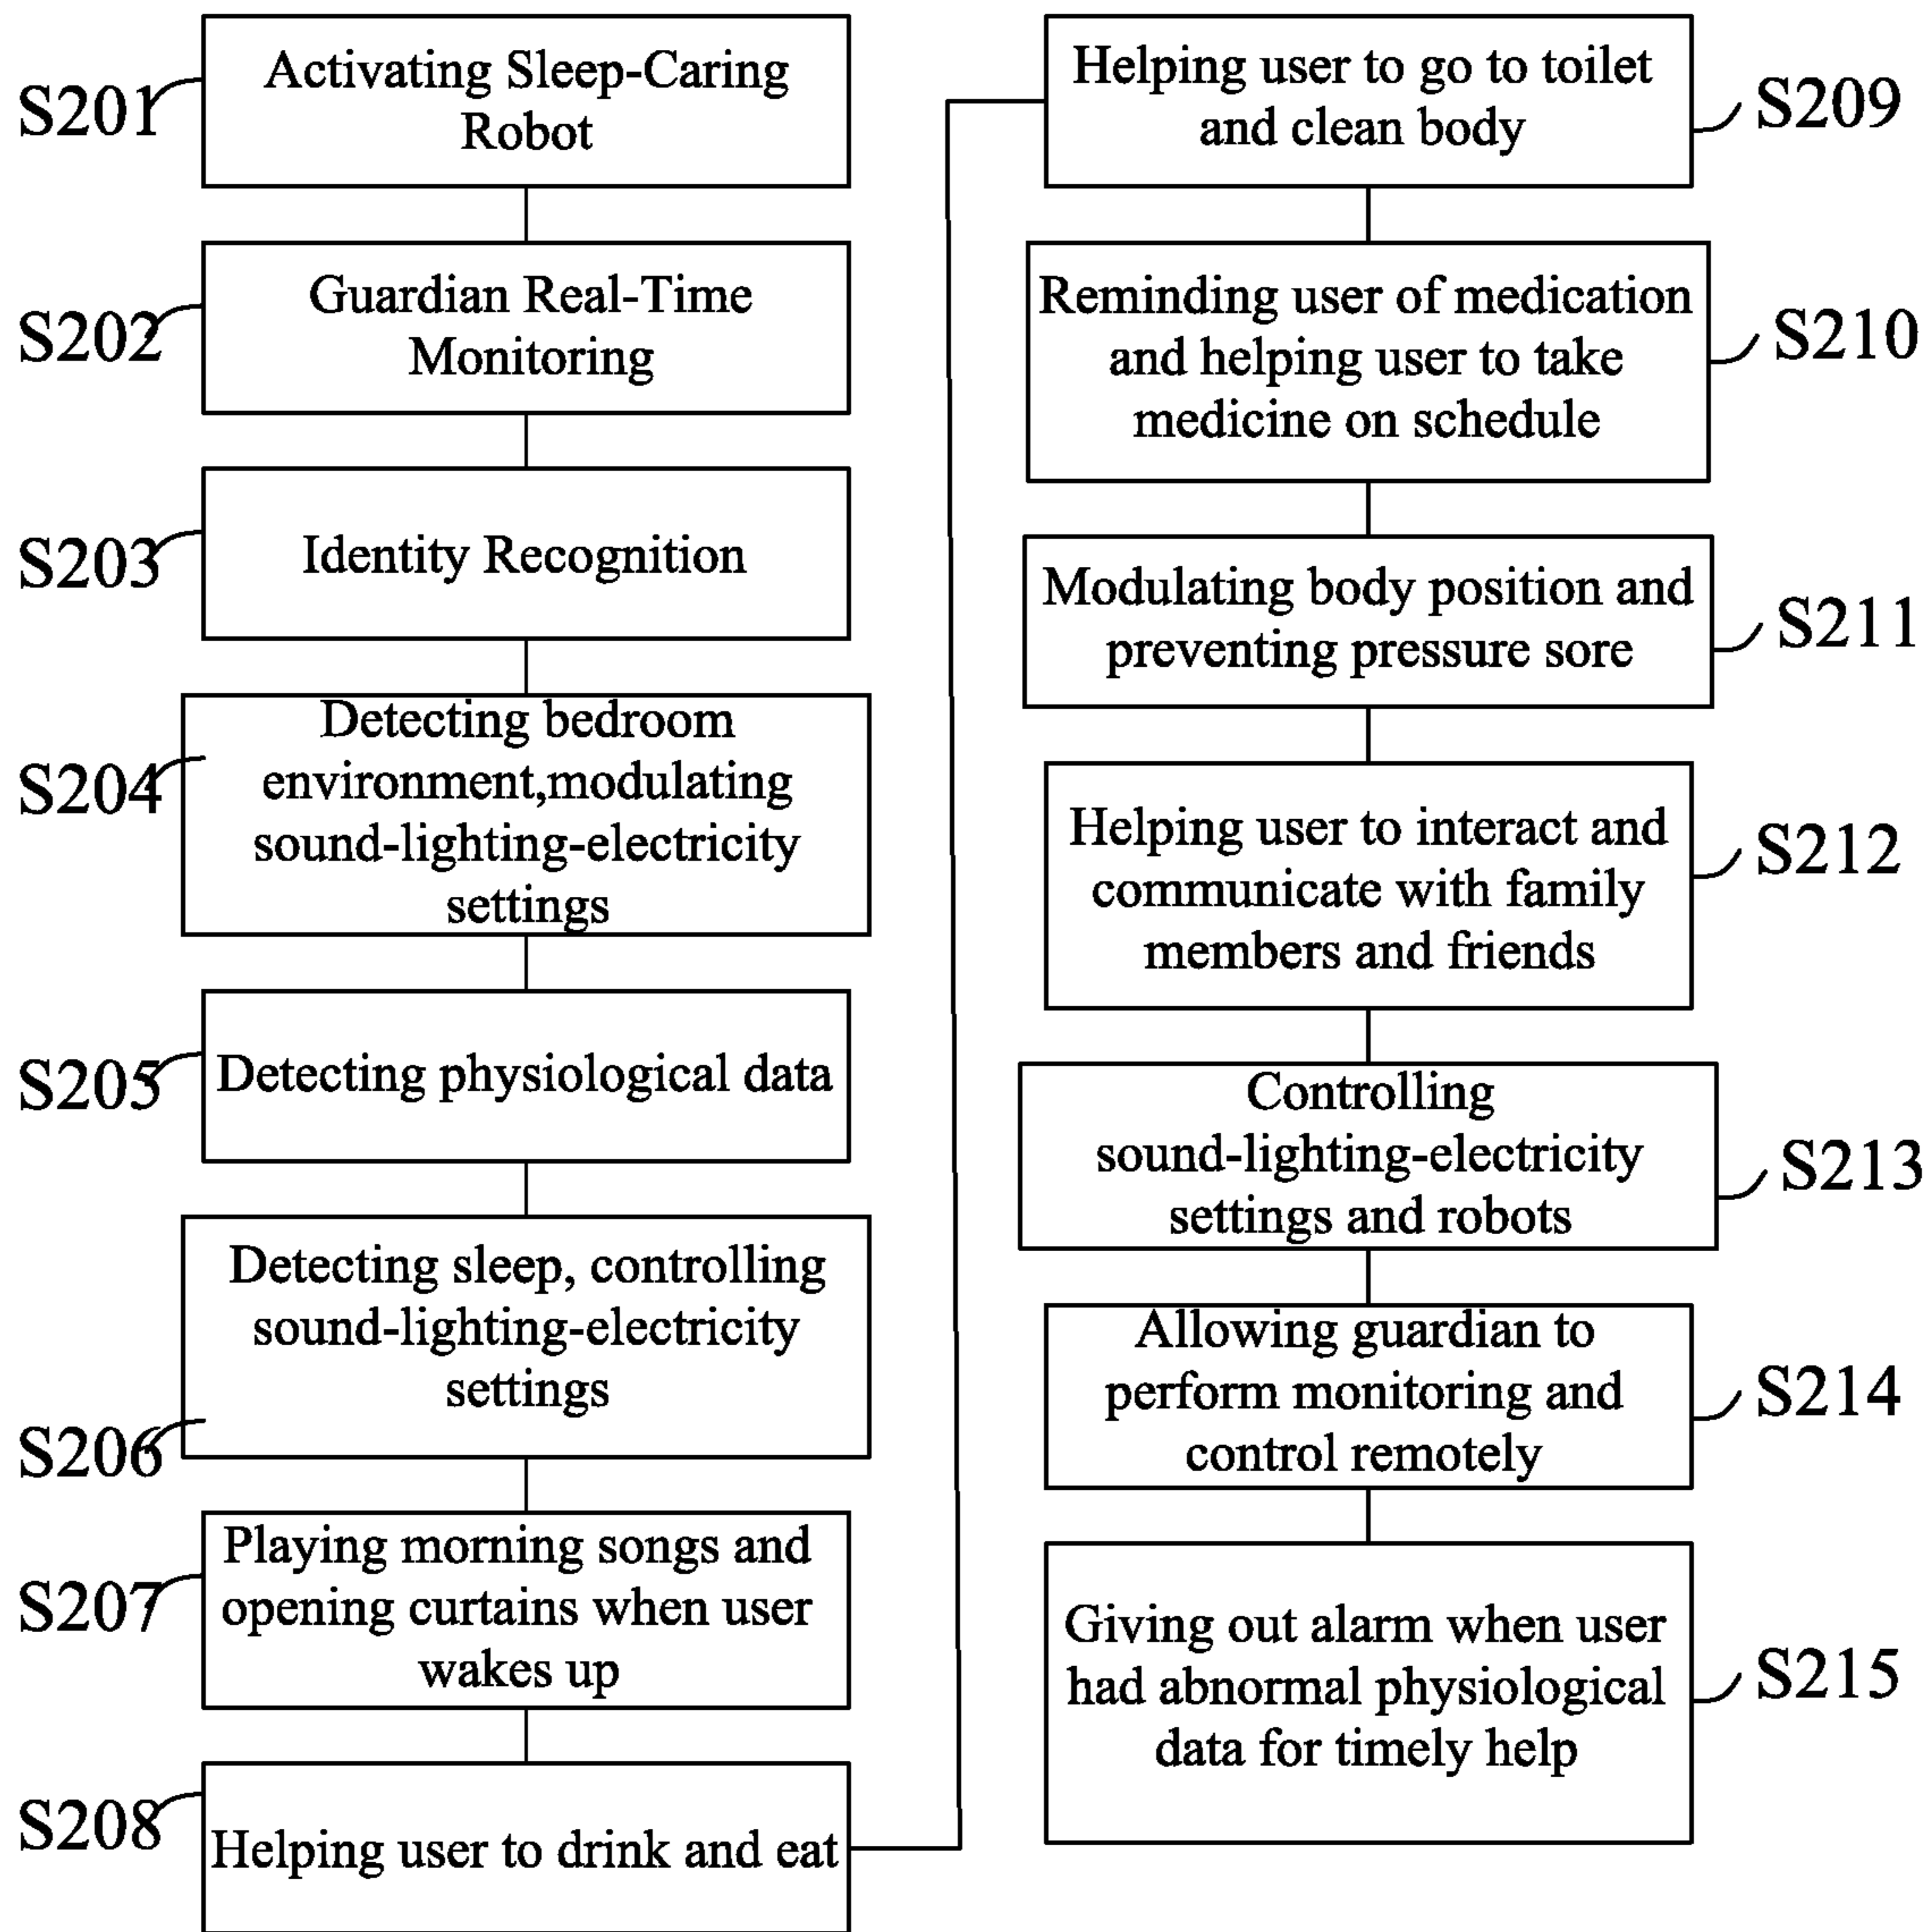 S201
Activating Sleep-Caring
Robot
S202
Guardian Real-Time
Monitoring
S203
Identity Recognition
S204
Detecting bedroom
environment,modulating
sound-lighting-electricity
settings
S205
Detecting physiological data
S206
Detecting sleep, controlling
sound-lighting-electricity
settings
S207
Playing morning songs and
opening curtains when user
wakes up
S208
Helping user to drink and eat
Helping user to go to toilet
and clean body
S209
Reminding user of medication
and helping user to take
medicine on schedule
S210
Modulating body position and
preventing pressure sore
S211
Helping user to interact and
communicate with family
members and friends
S212
Controlling
sound-lighting-electricity
settings and robots
S213
Allowing guardian to
perform monitoring and
control remotely
S214
Giving out alarm when user
had abnormal physiological
data for timely help
S215